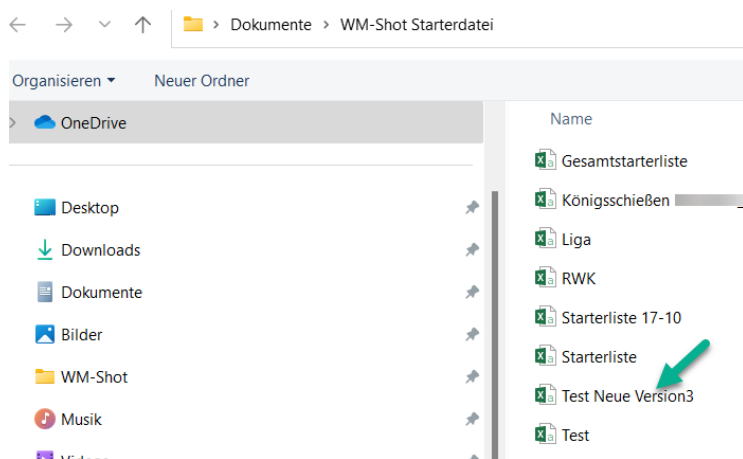 Dokumente > WM-Shot Starterdatei
Organisieren
Neuer Ordner
OneDrive
Desktop
Downloads
Dokumente
Bilder
WM-Shot
Musik
Name
Gesamtstarterliste
Königsschießen
Liga
RWK
Starterliste 17-10
Starterliste
Test Neue Version3
Test